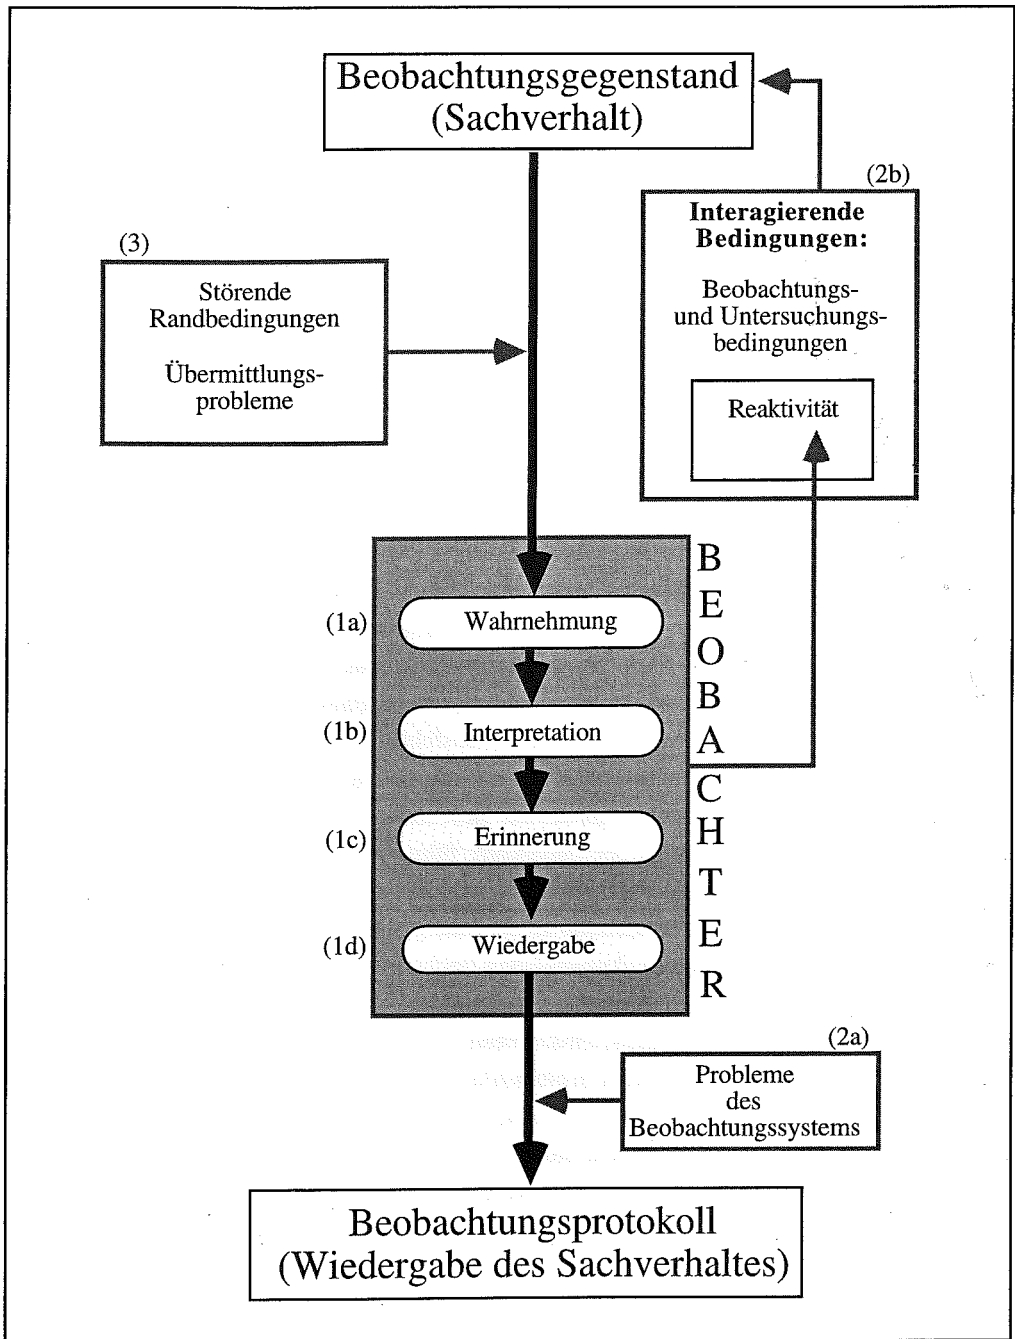 Beobachtungsgegenstand
(Sachverhalt)
(2b)
Interagierende
Bedingungen:
Beobachtungs-
und Untersuchungs-
bedingungen
Reaktivität
(3)
Störende
Randbedingungen
Übermittlungs-
probleme
BEOBACHTER
(1a)
Wahrnehmung
(1b)
Interpretation
(1c)
Erinnerung
(1d)
Wiedergabe
(2a)
Probleme
des
Beobachtungssystems
Beobachtungsprotokoll
(Wiedergabe des Sachverhaltes)